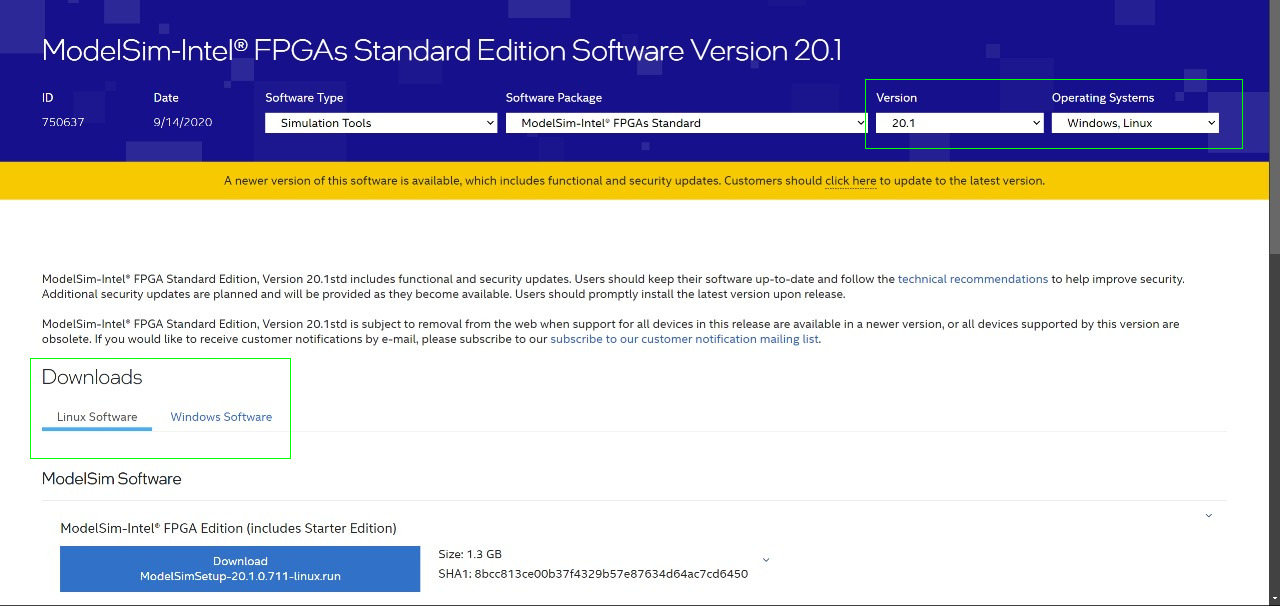 ModelSim-Intel® FPGAs Standard Edition Software Version 20.1
ID
Date
Software Type
Software Package
Version
Operating Systems
750637
9/14/2020
Simulation Tools
ModelSim-Intel® FPGAs Standard
20.1
Windows, Linux
A newer version of this software is available, which includes functional and security updates. Customers should click here to update to the latest version.
ModelSim-Intel® FPGA Standard Edition, Version 20.1std includes functional and security updates. Users should keep their software up-to-date and follow the technical recommendations to help improve security.
Additional security updates are planned and will be provided as they become available. Users should promptly install the latest version upon release.
ModelSim-Intel® FPGA Standard Edition, Version 20.1std is subject to removal from the web when support for all devices in this release are available in a newer version, or all devices supported by this version are
obsolete. If you would like to receive customer notifications by e-mail, please subscribe to our subscribe to our customer notification mailing list.
Downloads
Linux Software
Windows Software
ModelSim Software
ModelSim-Intel® FPGA Edition (includes Starter Edition)
Download
ModelSimSetup-20.1.0.711-linux.run
Size: 1.3 GB
SHA1: 8bcc813ce00b37f4329b57e87634d64ac7cd6450